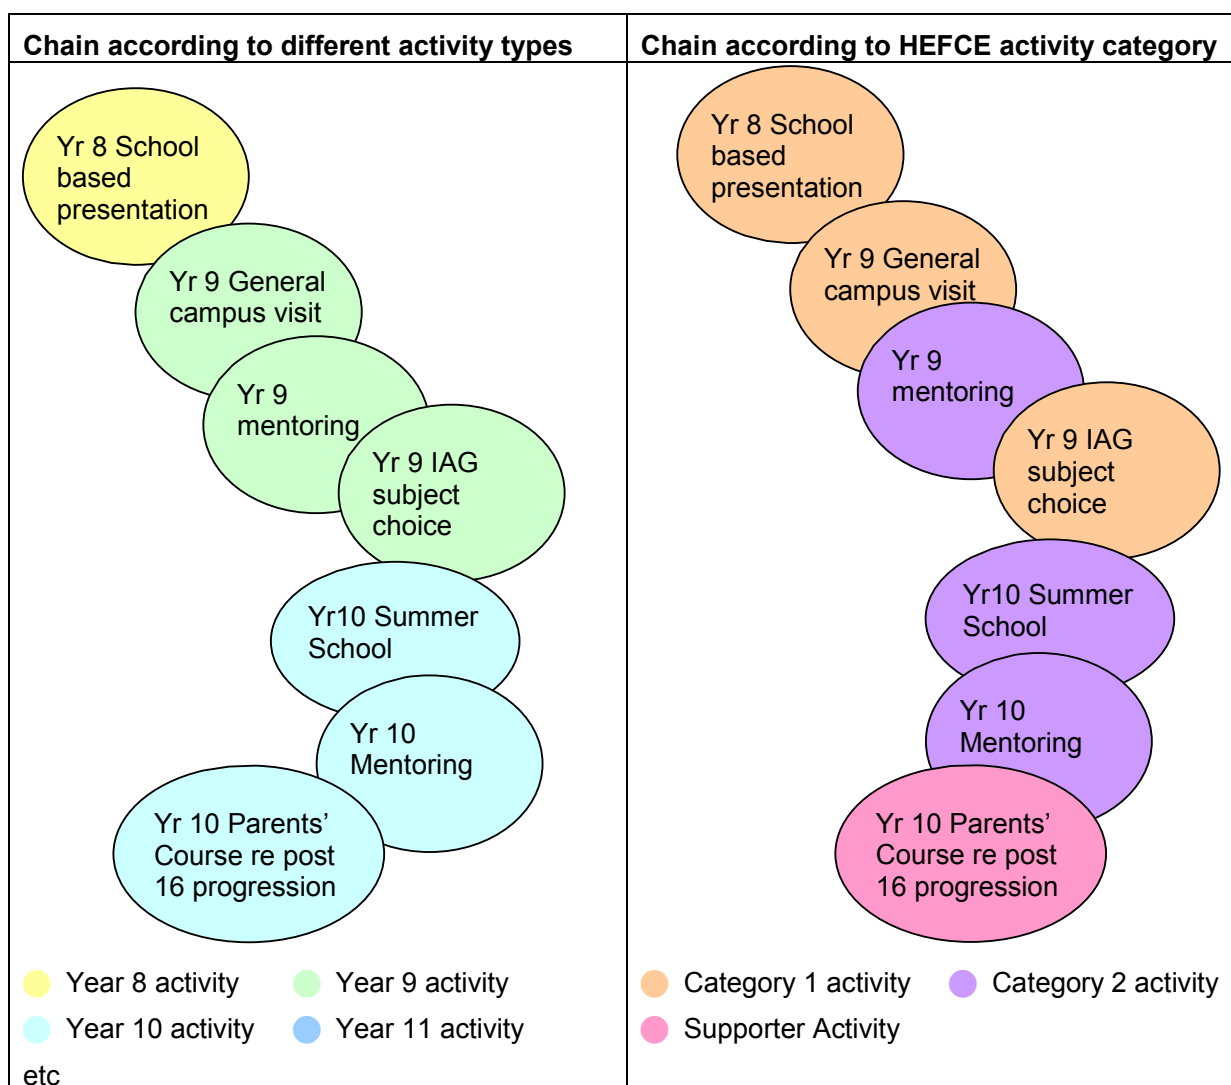 Chain according to different activity types
Yr 8 School
based
presentation
Yr 9 General
campus visit
Yr 9
mentoring
Yr 9 IAG
subject
choice
Yr10 Summer
School
Yr 10
Mentoring
Yr 10 Parents’
Course re post
16 progression
Year 8 activity
Year 9 activity
Year 10 activity
Year 11 activity
etc
Chain according to HEFCE activity category
Yr 8 School
based
presentation
Yr 9 General
campus visit
Yr 9
mentoring
Yr 9 IAG
subject
choice
Yr10 Summer
School
Yr 10
Mentoring
Yr 10 Parents’
Course re post
16 progression
Category 1 activity
Category 2 activity
Supporter Activity